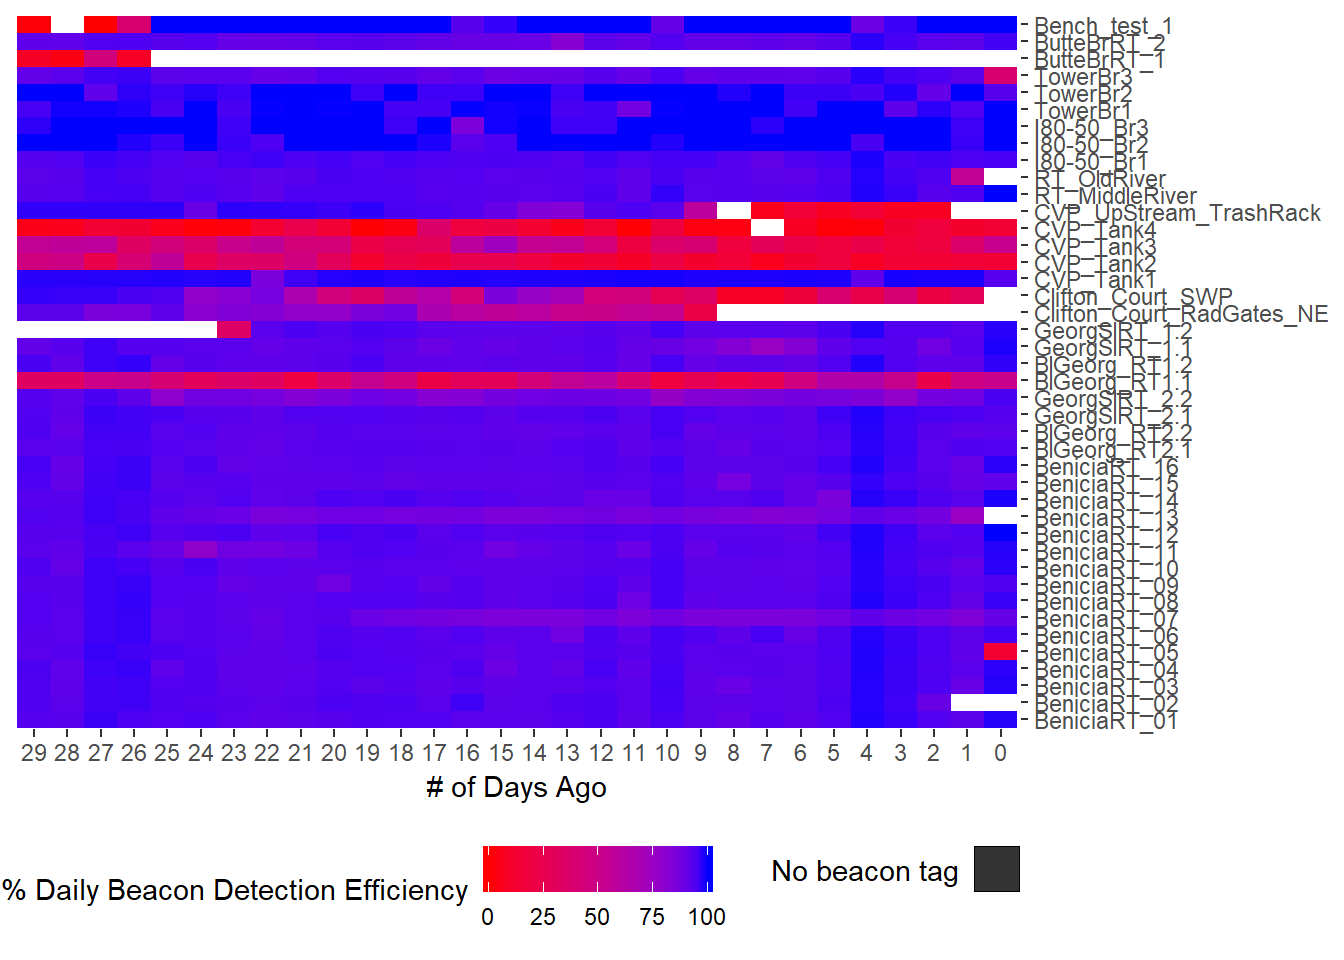 Bench_test_1
ButteBrRT_2
ButteBrRT_1
TowerBr3
TowerBr2
TowerBr1
I80-50_Br3
I80-50_Br2
I80-50_Br1
RT_OldRiver
RT_MiddleRiver
CVP_UpStream_TrashRack
CVP_Tank4
CVP_Tank3
CVP_Tank2
CVP_Tank1
Clifton_Court_SWP
Clifton_Court_RadGates_NE
GeorgSlRT_1.2
GeorgSlRT_1.1
BlGeorg_RT1.2
BlGeorg_RT1.1
GeorgSlRT_2.2
GeorgSlRT_2.1
BlGeorg_RT2.2
BlGeorg_RT2.1
BeniciaRT_16
BeniciaRT_15
BeniciaRT_14
BeniciaRT_13
BeniciaRT_12
BeniciaRT_11
BeniciaRT_10
BeniciaRT_09
BeniciaRT_08
BeniciaRT_07
BeniciaRT_06
BeniciaRT_05
BeniciaRT_04
BeniciaRT_03
BeniciaRT_02
BeniciaRT_01
29 28 27 26 25 24 23 22 21 20 19 18 17 16 15 14 13 12 11 10 9 8 7 6 5 4 3 2 1 0
# of Days Ago
% Daily Beacon Detection Efficiency
0 25 50 75 100
No beacon tag